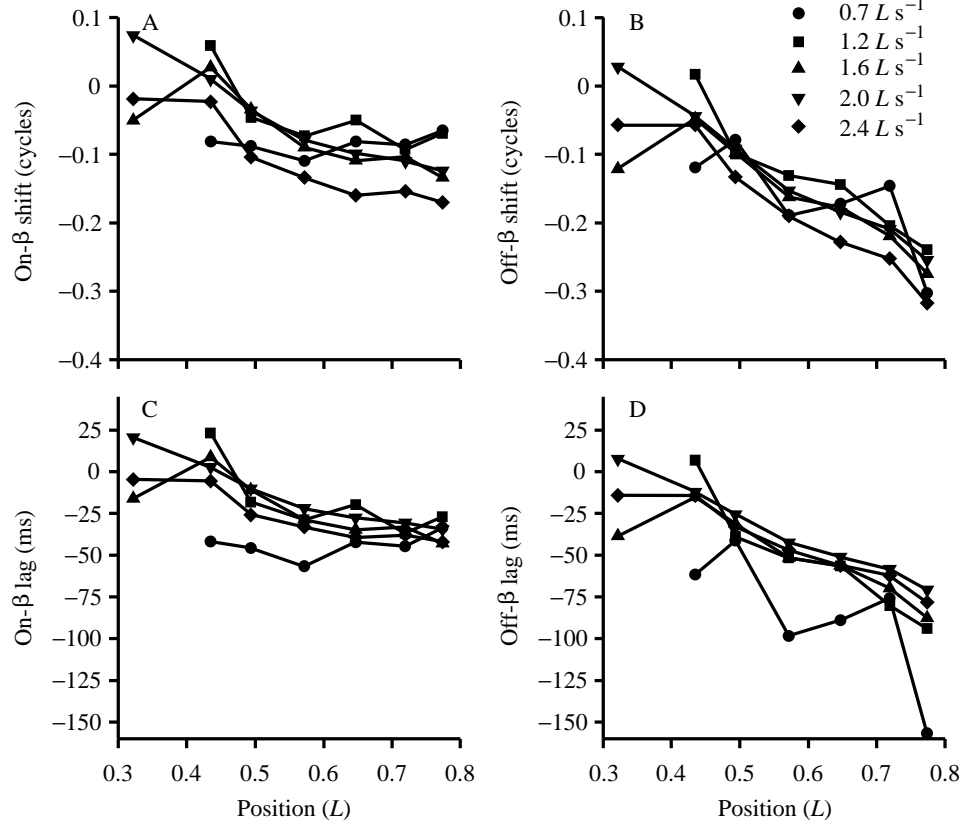 A
0.1
0
−0.1
−0.2
−0.3
−0.4
On-β shift (cycles)
B
0.1
0
−0.1
−0.2
−0.3
−0.4
Off-β shift (cycles)
0.7 L s−1
1.2 L s−1
1.6 L s−1
2.0 L s−1
2.4 L s−1
C
25
0
−25
−50
−75
−100
−125
−150
On-β lag (ms)
0.3 0.4 0.5 0.6 0.7 0.8
Position (L)
D
25
0
−25
−50
−75
−100
−125
−150
Off-β lag (ms)
0.3 0.4 0.5 0.6 0.7 0.8
Position (L)